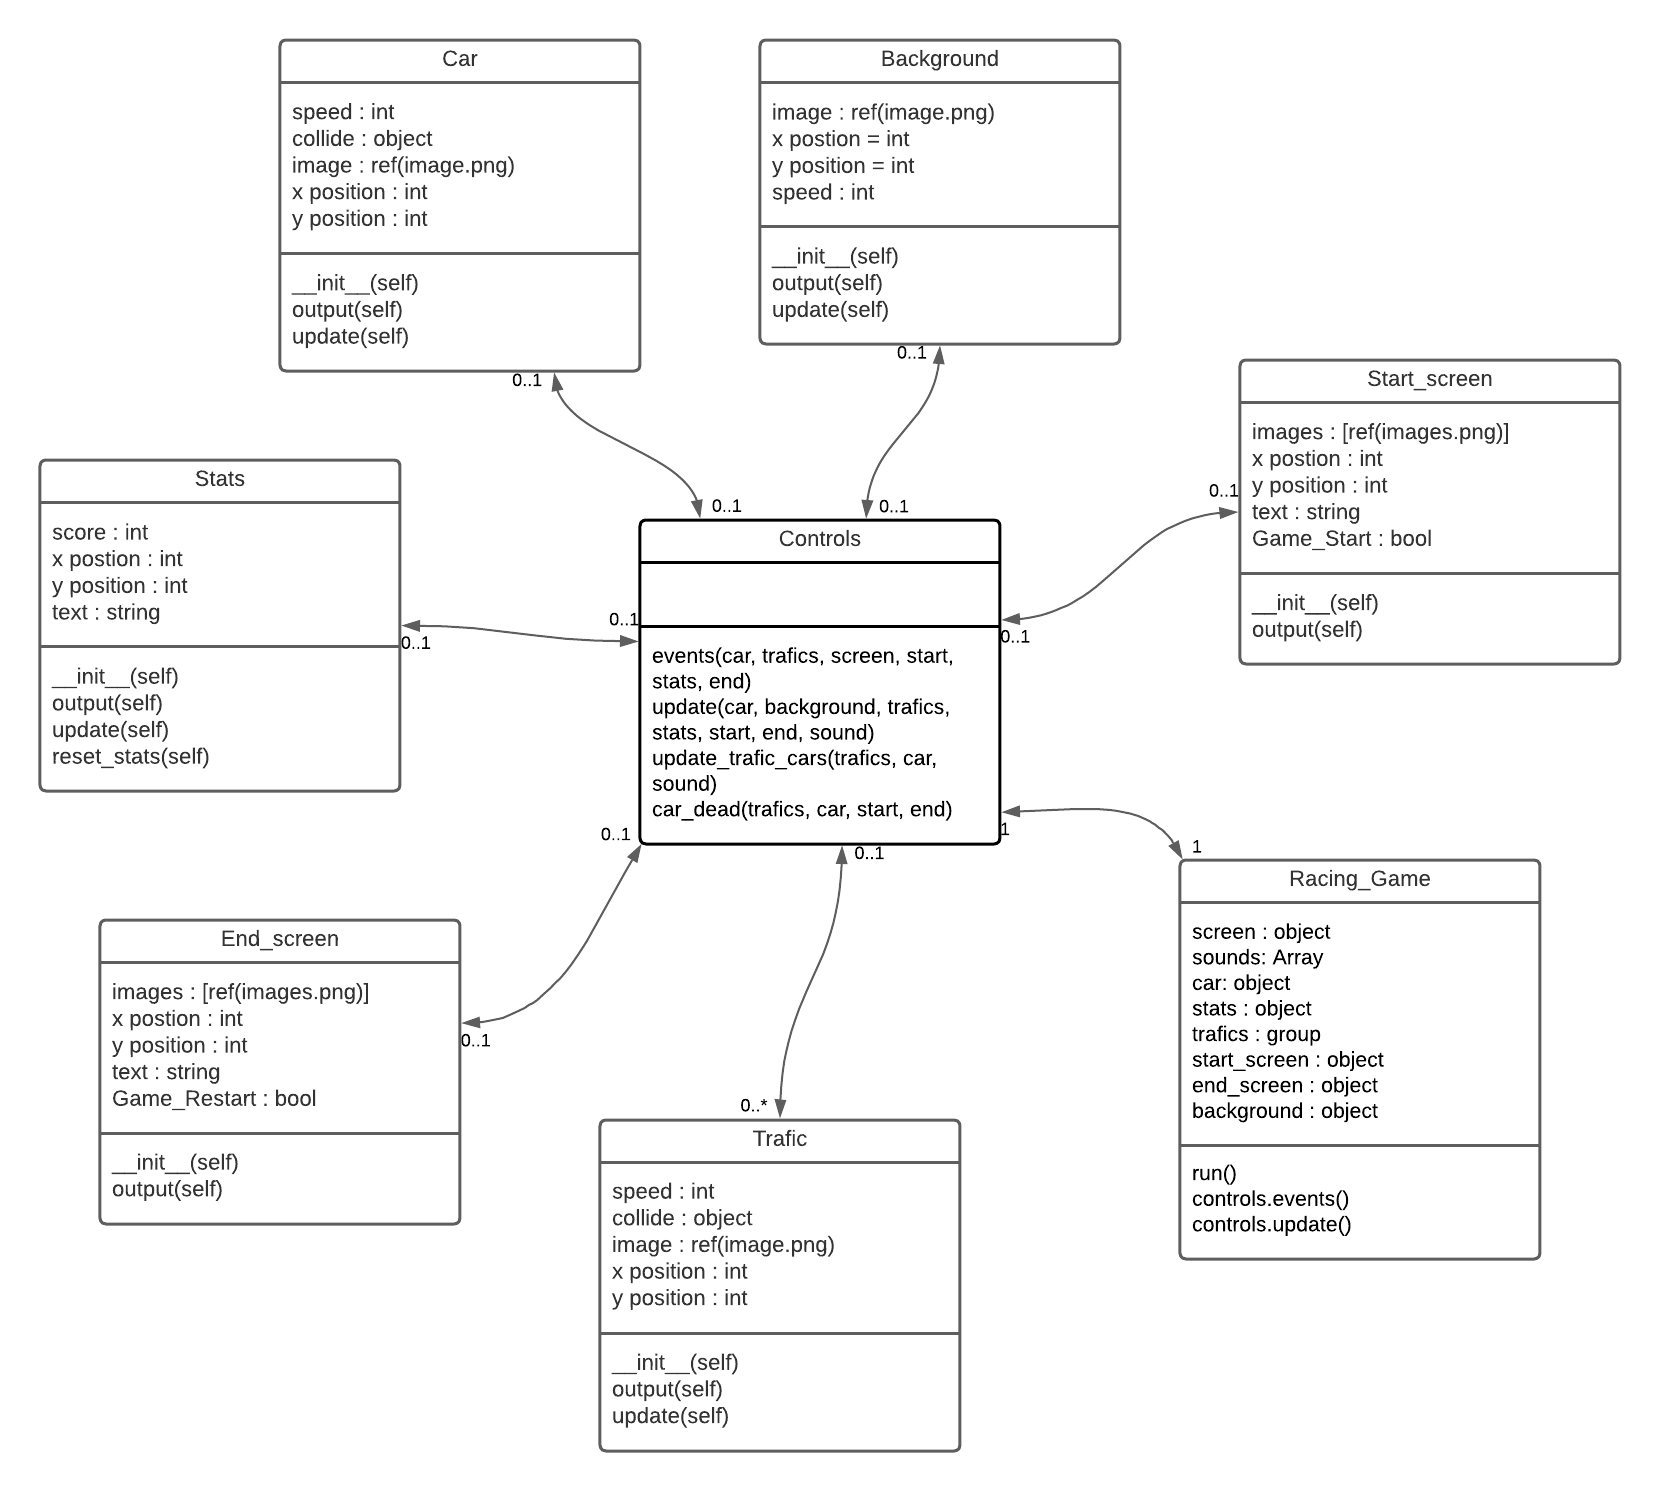 Car
speed : int
collide : object
image : ref(image.png)
x position : int
y position : int
__init__(self)
output(self)
update(self)
0..1
0..1
Background
image : ref(image.png)
x postion = int
y position = int
speed : int
__init__(self)
output(self)
update(self)
0..1
0..1
Start_screen
images : [ref(images.png)]
x postion : int
y position : int
text : string
Game_Start : bool
__init__(self)
output(self)
0..1
0..1
Stats
score : int
x postion : int
y position : int
text : string
__init__(self)
output(self)
update(self)
reset_stats(self)
0..1
0..1
Controls
events(car, trafics, screen, start,
stats, end)
update(car, background, trafics,
stats, start, end, sound)
update_trafic_cars(trafics, car,
sound)
car_dead(trafics, car, start, end)
0..1
0..1
1
1
End_screen
images : [ref(images.png)]
x postion : int
y position : int
text : string
Game_Restart : bool
__init__(self)
output(self)
0..1
0..*
Trafic
speed : int
collide : object
image : ref(image.png)
x position : int
y position : int
__init__(self)
output(self)
update(self)
Racing_Game
screen : object
sounds: Array
car: object
stats : object
trafics : group
start_screen : object
end_screen : object
background : object
run()
controls.events()
controls.update()